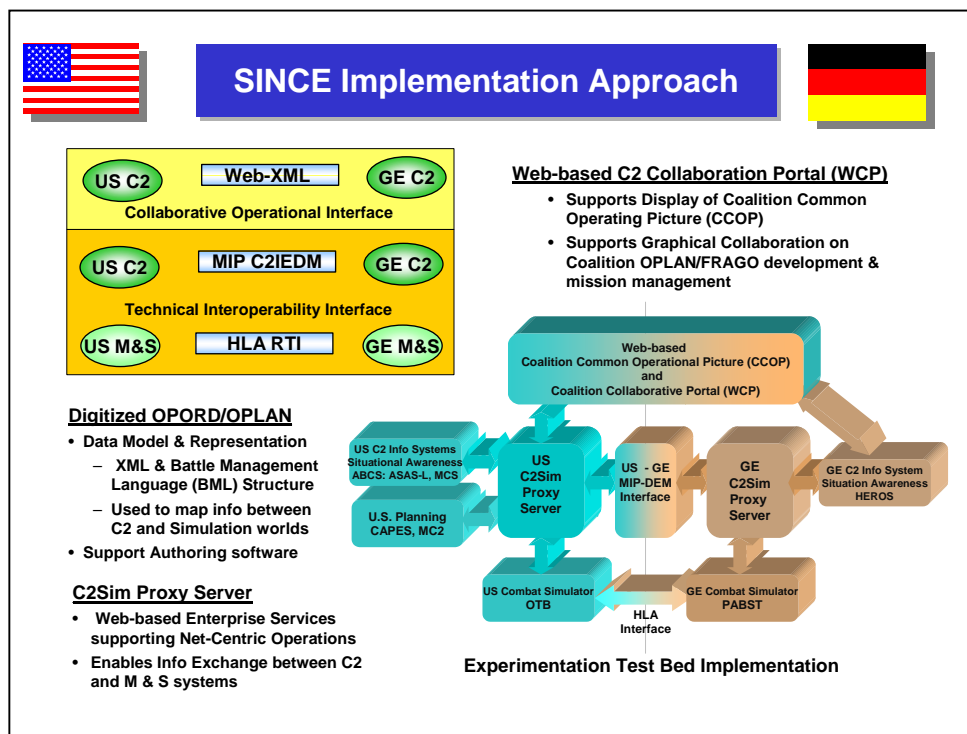 SINCE Implementation Approach
US C2
Web-XML
GE C2
Collaborative Operational Interface
US C2
MIP C2IEDM
GE C2
Technical Interoperability Interface
US M&S
HLA RTI
GE M&S
Web-based C2 Collaboration Portal (WCP)
• Supports Display of Coalition Common
Operating Picture (CCOP)
• Supports Graphical Collaboration on
Coalition OPLAN/FRAGO development &
mission management
Digitized OPORD/OPLAN
• Data Model & Representation
– XML & Battle Management
Language (BML) Structure
– Used to map info between
C2 and Simulation worlds
• Support Authoring software
C2Sim Proxy Server
• Web-based Enterprise Services
supporting Net-Centric Operations
• Enables Info Exchange between C2
and M & S systems
Web-based
Coalition Common Operational Picture (CCOP)
and
Coalition Collaborative Portal (WCP)
US C2 Info Systems
Situational Awareness
ABCS: ASAS-L, MCS
U.S. Planning
CAPES, MC2
US
C2Sim
Proxy
Server
US - GE
MIP-DEM
Interface
GE
C2Sim
Proxy
Server
GE C2 Info System
Situation Awareness
HEROS
US Combat Simulator
OTB
HLA
Interface
GE Combat Simulator
PABST
Experimentation Test Bed Implementation